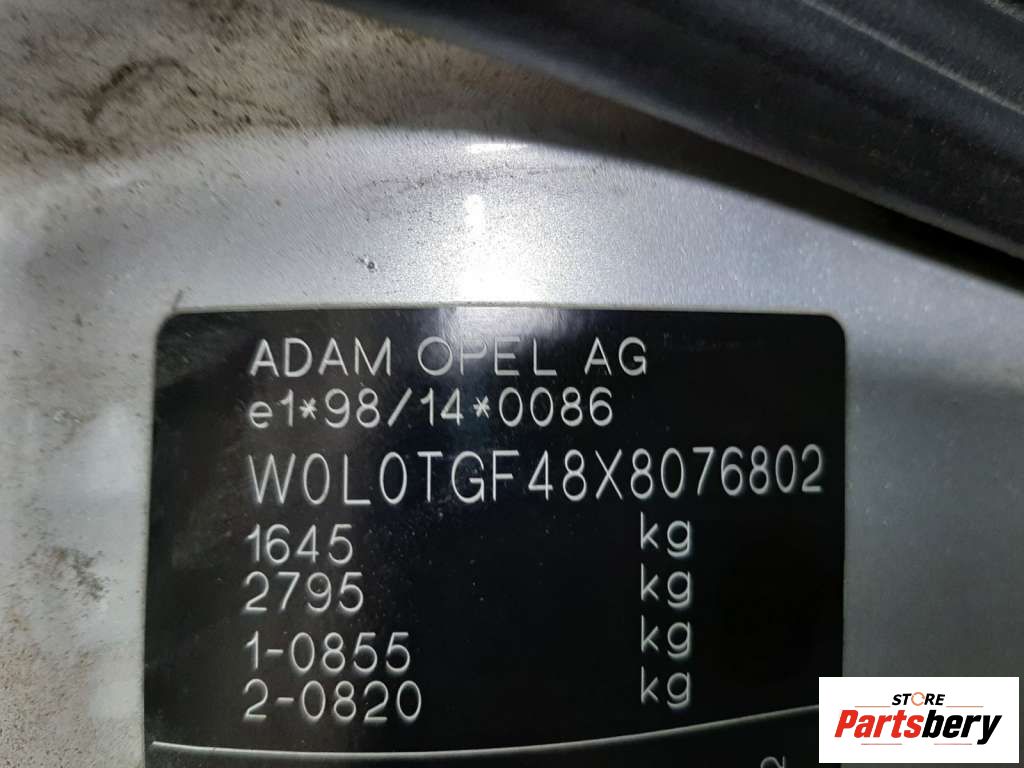 ADAM OPEL AG
e1*98/14*0086
W0L0TGF48X8076802
1645 kg
2795 kg
1-0855 kg
2-0820 kg
2
STORE
Partsbery